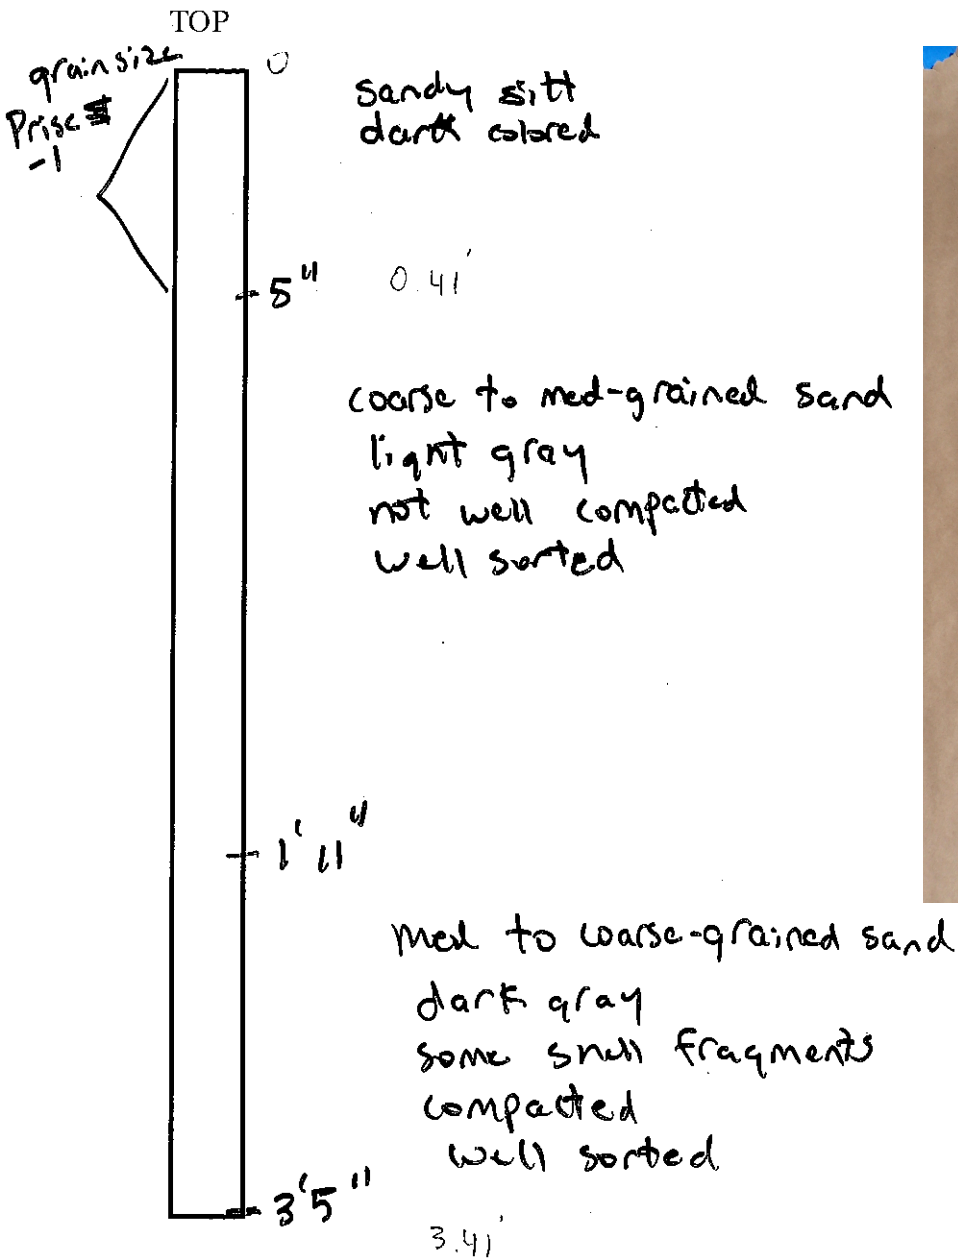 TOP
grain size
0
Prise
-1
sandy silt
dark colored
5"
0.41'
coarse to med-grained sand
light gray
not well compacted
well sorted
1' 11"
med to coarse-grained sand
dark gray
some shell fragments
compacted
well sorted
3'5"
3.41'